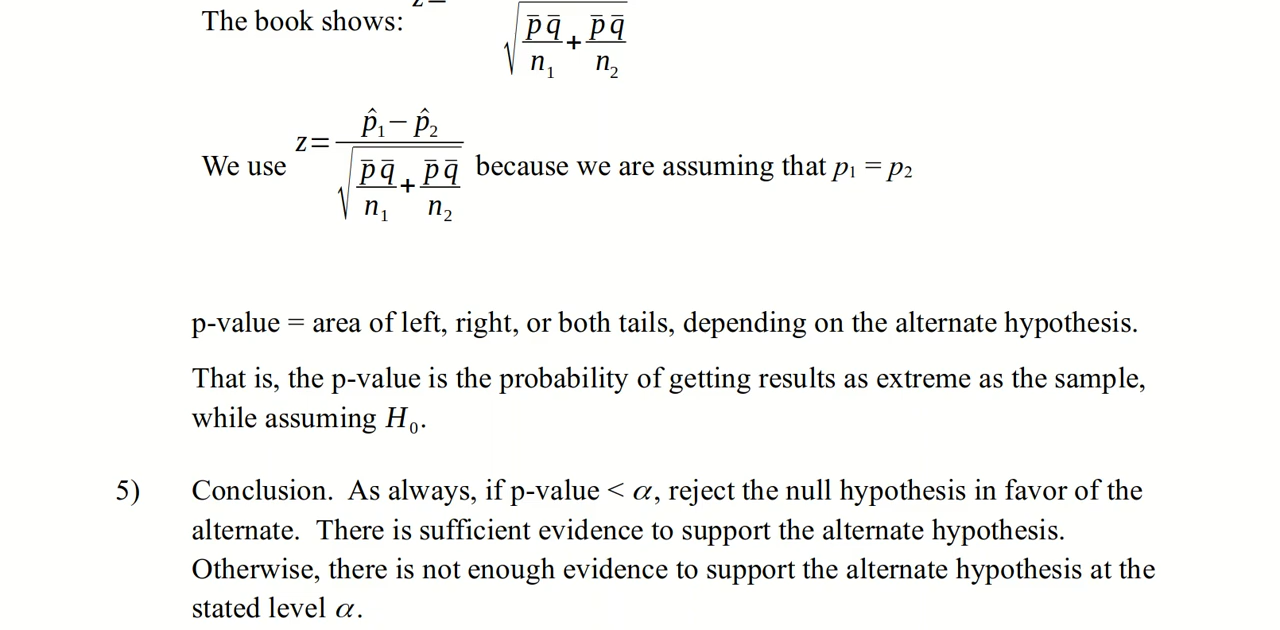 The book shows: z= √(p̄ q̄/n₁ + p̄ q̄/n₂)
We use z= (p̂₁ − p̂₂)/√(p̄ q̄/n₁ + p̄ q̄/n₂) because we are assuming that p₁ = p₂
p-value = area of left, right, or both tails, depending on the alternate hypothesis.
That is, the p-value is the probability of getting results as extreme as the sample,
while assuming H₀.
5) Conclusion. As always, if p-value < α, reject the null hypothesis in favor of the
alternate. There is sufficient evidence to support the alternate hypothesis.
Otherwise, there is not enough evidence to support the alternate hypothesis at the
stated level α.